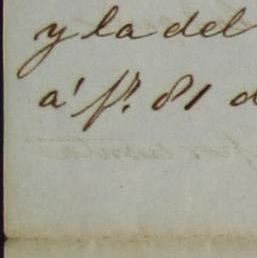 y la del
á f.^ 81 d